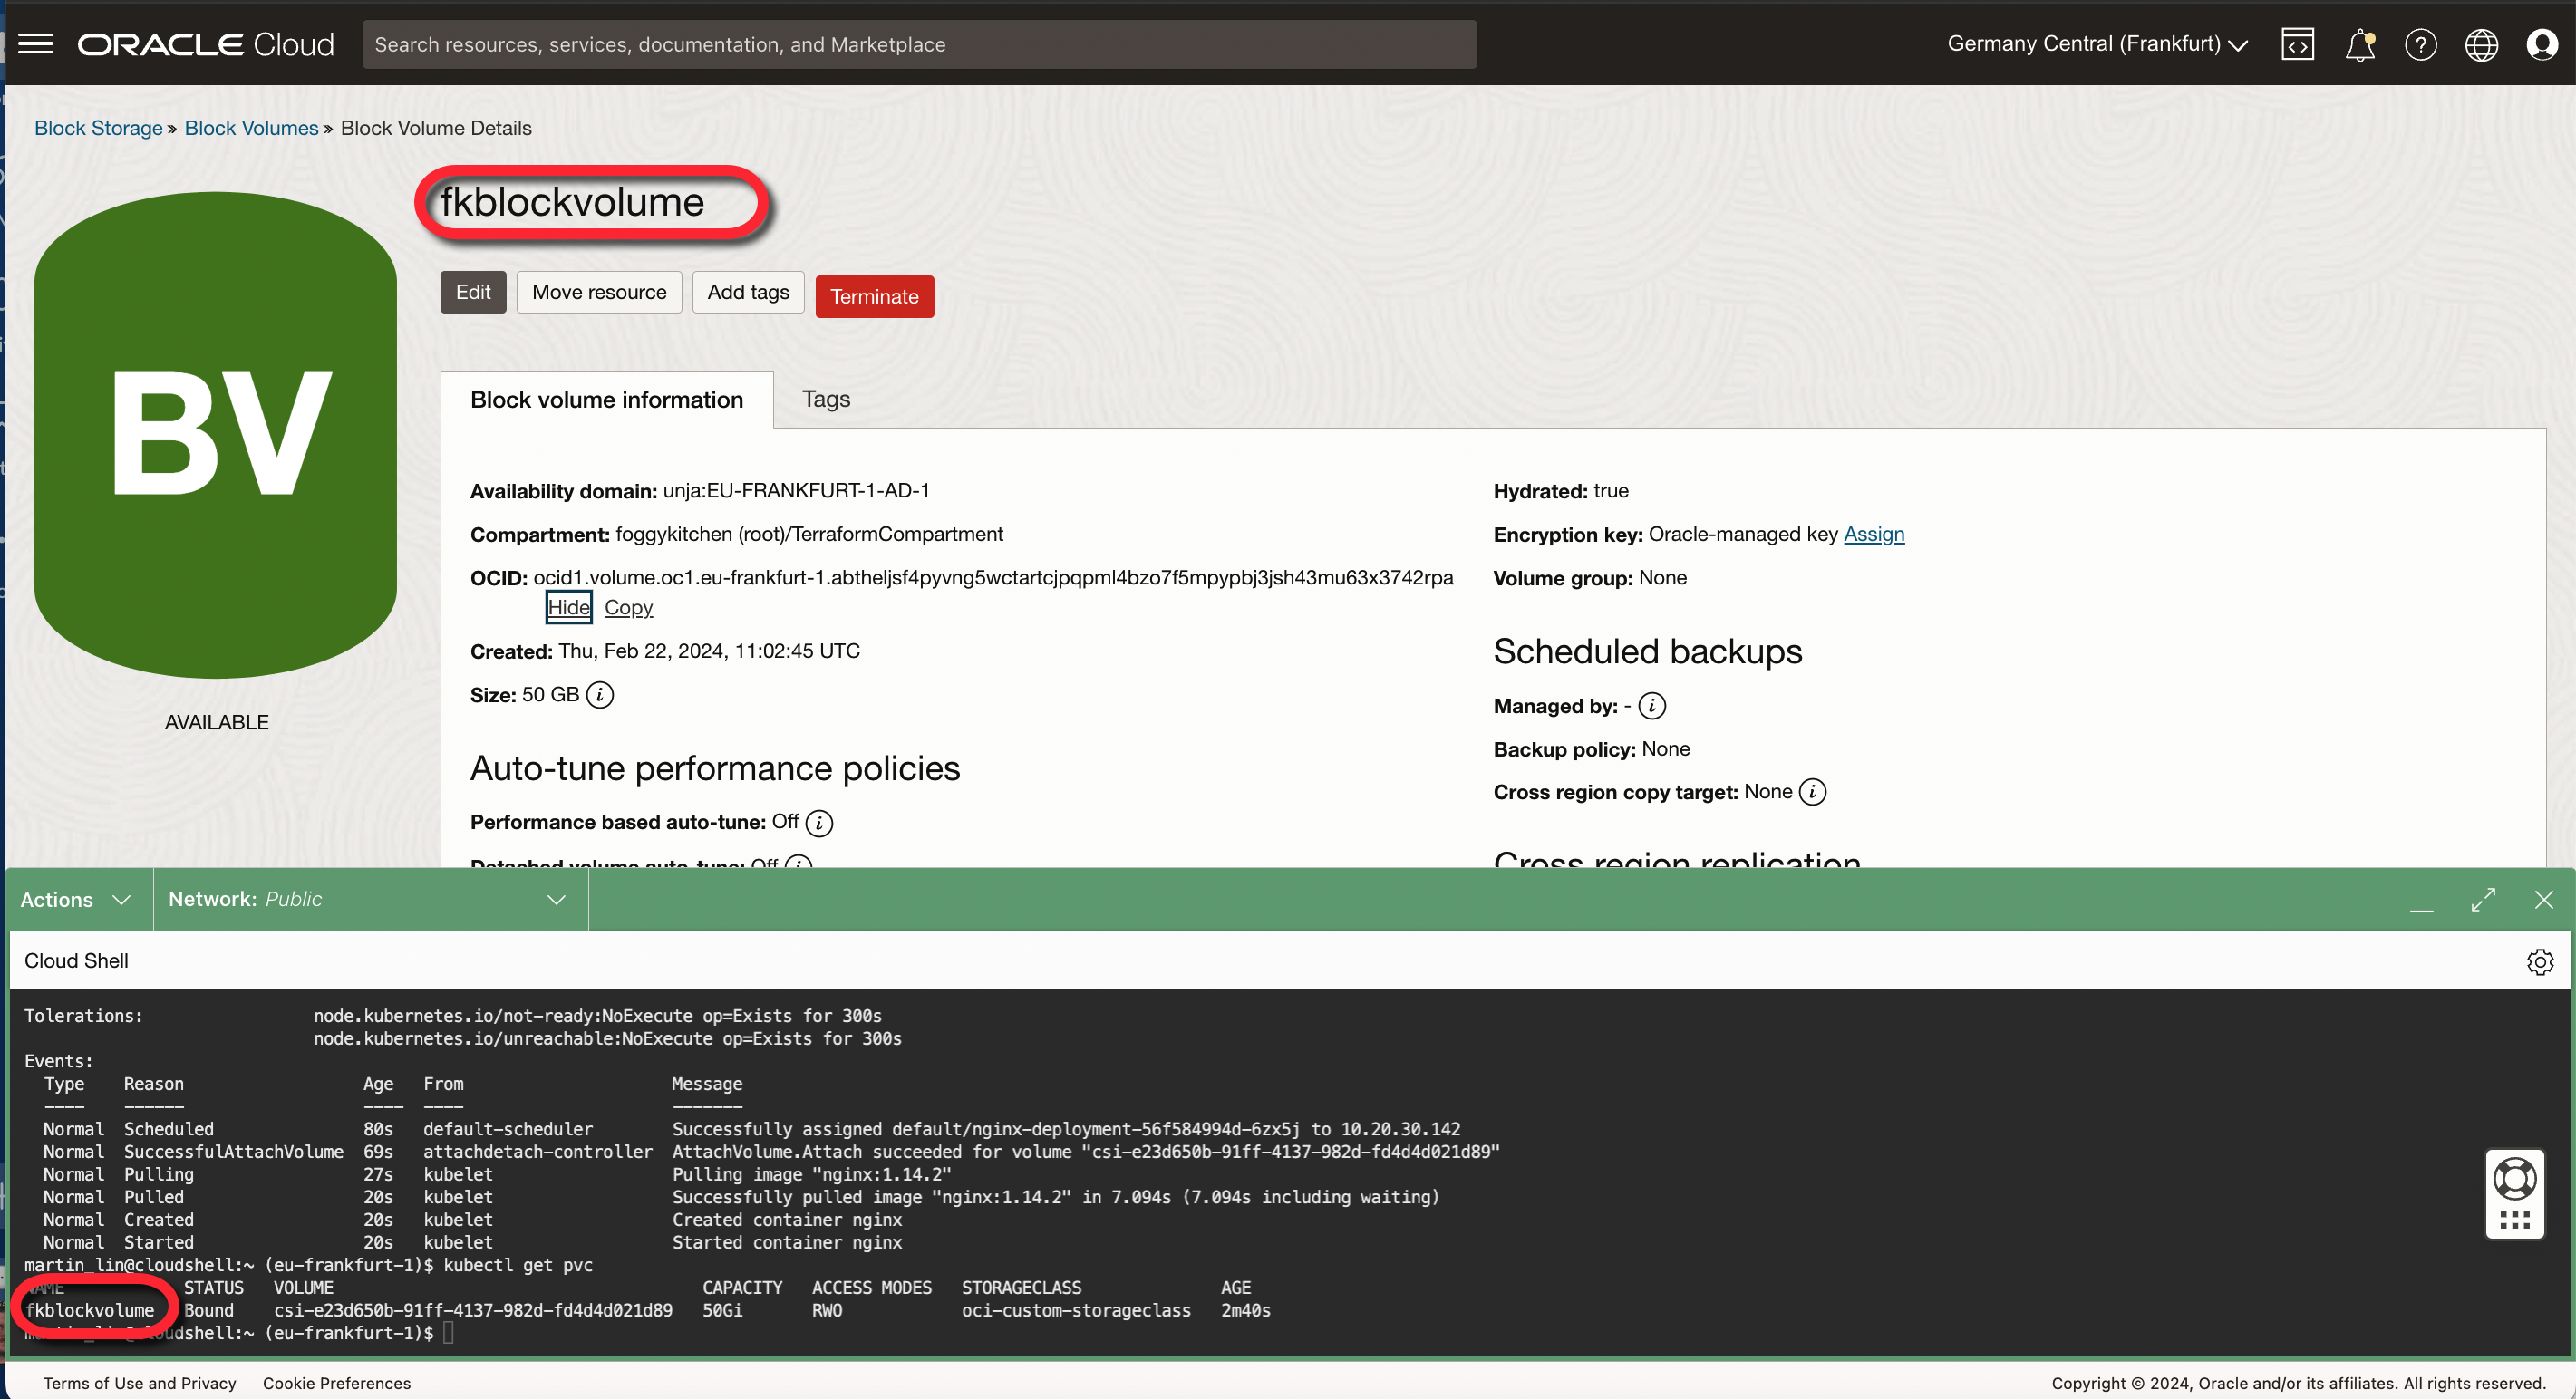 ORACLE Cloud
Search resources, services, documentation, and Marketplace
Germany Central (Frankfurt)
Block Storage » Block Volumes » Block Volume Details
fkblockvolume
Edit
Move resource
Add tags
Terminate
BV
AVAILABLE
Block volume information
Tags
Availability domain: unja:EU-FRANKFURT-1-AD-1
Compartment: foggykitchen (root)/TerraformCompartment
OCID: ocid1.volume.oc1.eu-frankfurt-1.abtheljsf4pyvng5wctartcjpqpml4bzo7f5mpypbj3jsh43mu63x3742rpa
Hide Copy
Created: Thu, Feb 22, 2024, 11:02:45 UTC
Size: 50 GB
Auto-tune performance policies
Performance based auto-tune: Off
Detached volume auto-tune: Off
Hydrated: true
Encryption key: Oracle-managed key Assign
Volume group: None
Scheduled backups
Managed by: -
Backup policy: None
Cross region copy target: None
Cross region replication
Actions
Network: Public
Cloud Shell
Tolerations: node.kubernetes.io/not-ready:NoExecute op=Exists for 300s
node.kubernetes.io/unreachable:NoExecute op=Exists for 300s
Events:
Type Reason Age From Message
---- ------ ---- ---- -------
Normal Scheduled 80s default-scheduler Successfully assigned default/nginx-deployment-56f584994d-6zx5j to 10.20.30.142
Normal SuccessfulAttachVolume 69s attachdetach-controller AttachVolume.Attach succeeded for volume "csi-e23d650b-91ff-4137-982d-fd4d4d021d89"
Normal Pulling 27s kubelet Pulling image "nginx:1.14.2"
Normal Pulled 20s kubelet Successfully pulled image "nginx:1.14.2" in 7.094s (7.094s including waiting)
Normal Created 20s kubelet Created container nginx
Normal Started 20s kubelet Started container nginx
martin_lin@cloudshell:~ (eu-frankfurt-1)$ kubectl get pvc
NAME STATUS VOLUME CAPACITY ACCESS MODES STORAGECLASS AGE
fkblockvolume Bound csi-e23d650b-91ff-4137-982d-fd4d4d021d89 50Gi RWO oci-custom-storageclass 2m40s
martin_lin@cloudshell:~ (eu-frankfurt-1)$
Terms of Use and Privacy
Cookie Preferences
Copyright © 2024, Oracle and/or its affiliates. All rights reserved.